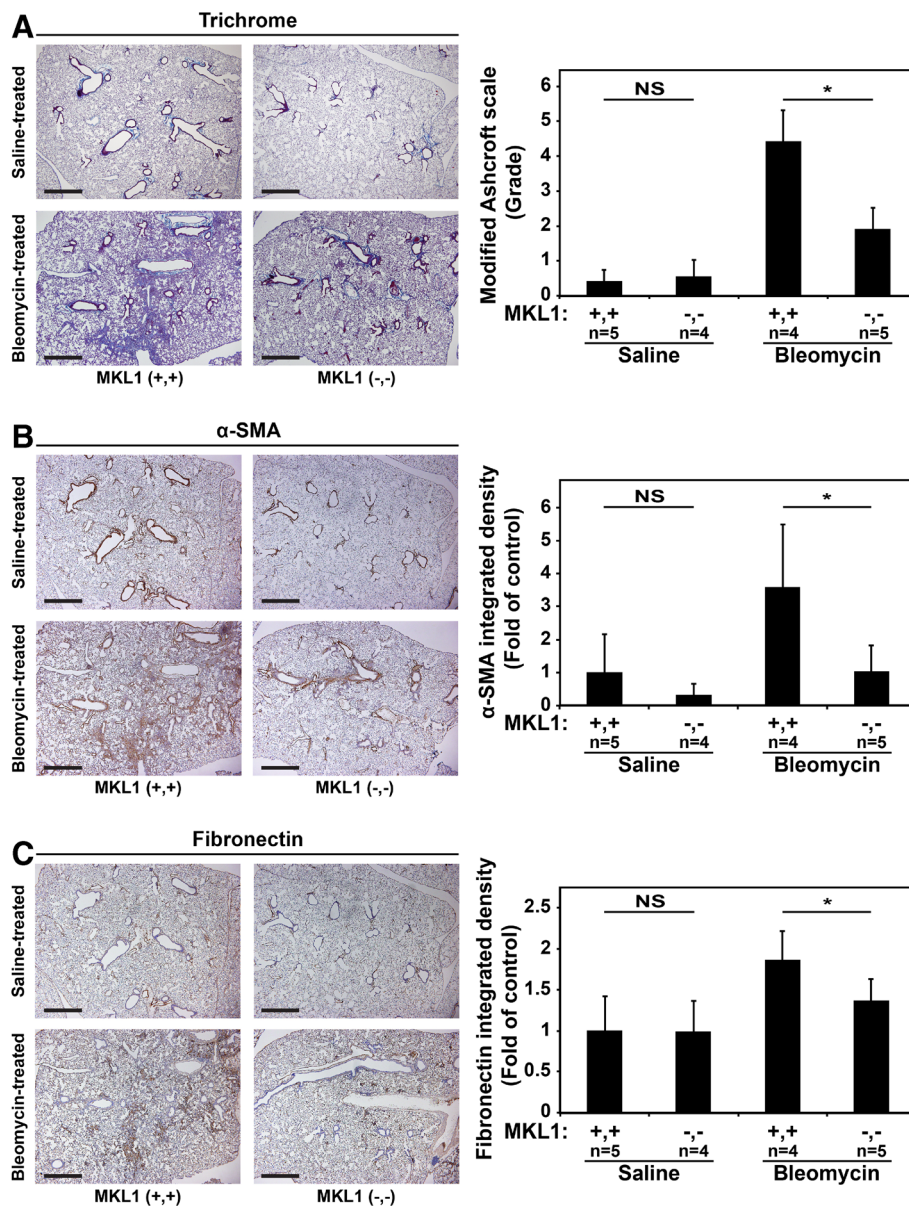 A
Trichrome
Saline-treated
Bleomycin-treated
MKL1 (+,+)
MKL1 (-,-)
Modified Ashcroft scale
(Grade)
6
5
4
3
2
1
0
NS
*
MKL1: +,+ -,- +,+ -,-
n=5 n=4 n=4 n=5
Saline Bleomycin
B
α-SMA
Saline-treated
Bleomycin-treated
MKL1 (+,+)
MKL1 (-,-)
α-SMA integrated density
(Fold of control)
6
5
4
3
2
1
0
NS
*
MKL1: +,+ -,- +,+ -,-
n=5 n=4 n=4 n=5
Saline Bleomycin
C
Fibronectin
Saline-treated
Bleomycin-treated
MKL1 (+,+)
MKL1 (-,-)
Fibronectin integrated density
(Fold of control)
2.5
2
1.5
1
0.5
0
NS
*
MKL1: +,+ -,- +,+ -,-
n=5 n=4 n=4 n=5
Saline Bleomycin